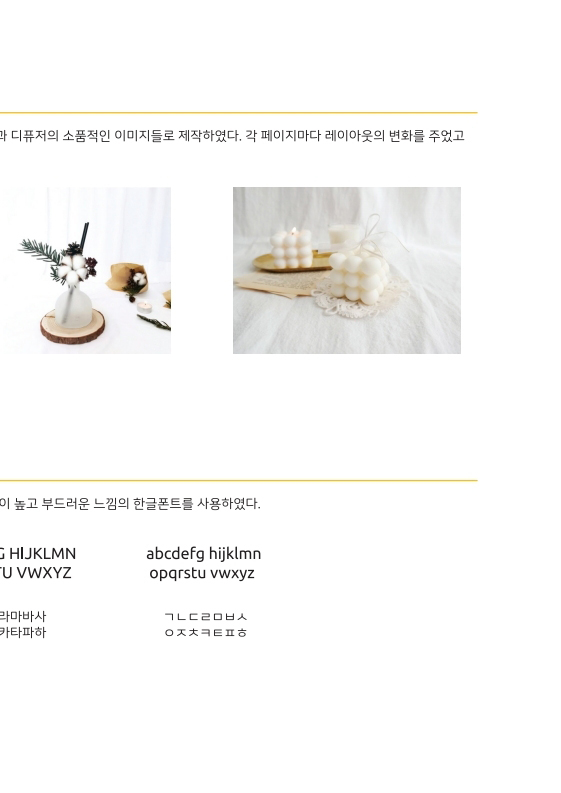 과 디퓨저의 소품적인 이미지들로 제작하였다. 각 페이지마다 레이아웃의 변화를 주었고
이 높고 부드러운 느낌의 한글폰트를 사용하였다.
G HIJKLMN
TU VWXYZ
abcdefg hijklmn
opqrstu vwxyz
라마바사
카타파하
ㄱㄴㄷㄹㅁㅂㅅ
ㅇㅈㅊㅋㅌㅍㅎ